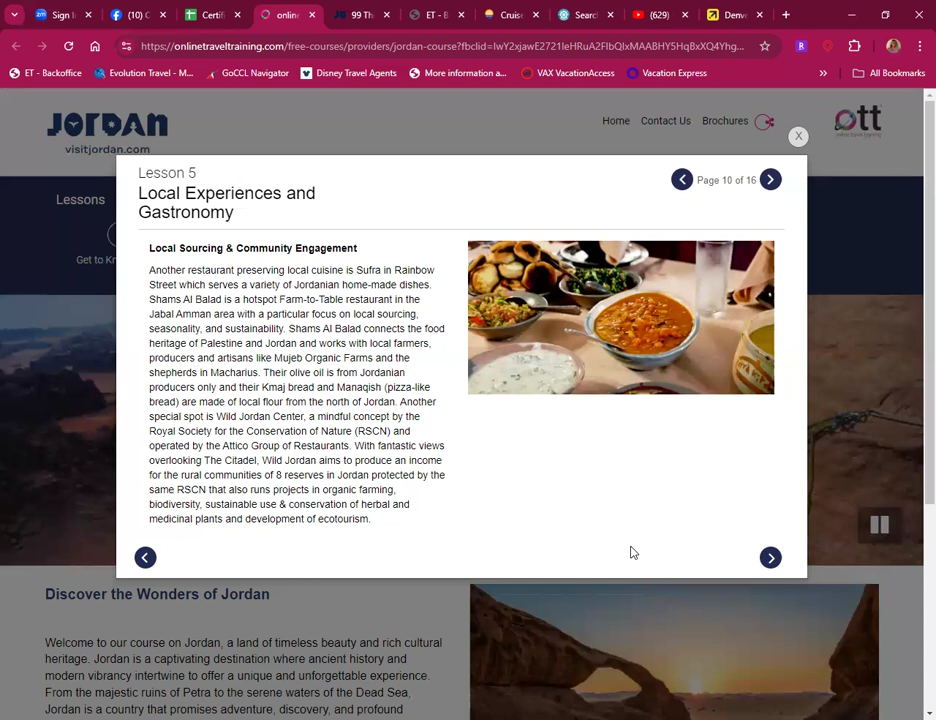 Sign I
(10) C
Certifi
online
99 Thi
ET - B
Cruise
Searc
(629)
Denve
https://onlinetraveltraining.com/free-courses/providers/jordan-course?fbclid=IwY2xjawE2721leHRuA2FlbQIxMAABHY5HqBxXQ4Yhg...
ET - Backoffice
Evolution Travel - M...
GoCCL Navigator
Disney Travel Agents
More information a...
VAX VacationAccess
Vacation Express
All Bookmarks
JORDAN
visitjordan.com
Home
Contact Us
Brochures
ott
X
Lessons
Get to Kn
Lesson 5
Local Experiences and
Gastronomy
Page 10 of 16
Local Sourcing & Community Engagement
Another restaurant preserving local cuisine is Sufra in Rainbow
Street which serves a variety of Jordanian home-made dishes.
Shams Al Balad is a hotspot Farm-to-Table restaurant in the
Jabal Amman area with a particular focus on local sourcing,
seasonality, and sustainability. Shams Al Balad connects the food
heritage of Palestine and Jordan and works with local farmers,
producers and artisans like Mujeb Organic Farms and the
shepherds in Macharius. Their olive oil is from Jordanian
producers only and their Kmaj bread and Manaqish (pizza-like
bread) are made of local flour from the north of Jordan. Another
special spot is Wild Jordan Center, a mindful concept by the
Royal Society for the Conservation of Nature (RSCN) and
operated by the Attico Group of Restaurants. With fantastic views
overlooking The Citadel, Wild Jordan aims to produce an income
for the rural communities of 8 reserves in Jordan protected by the
same RSCN that also runs projects in organic farming,
biodiversity, sustainable use & conservation of herbal and
medicinal plants and development of ecotourism.
Discover the Wonders of Jordan
Welcome to our course on Jordan, a land of timeless beauty and rich cultural
heritage. Jordan is a captivating destination where ancient history and
modern vibrancy intertwine to offer a unique and unforgettable experience.
From the majestic ruins of Petra to the serene waters of the Dead Sea,
Jordan is a country that promises adventure, discovery, and profound